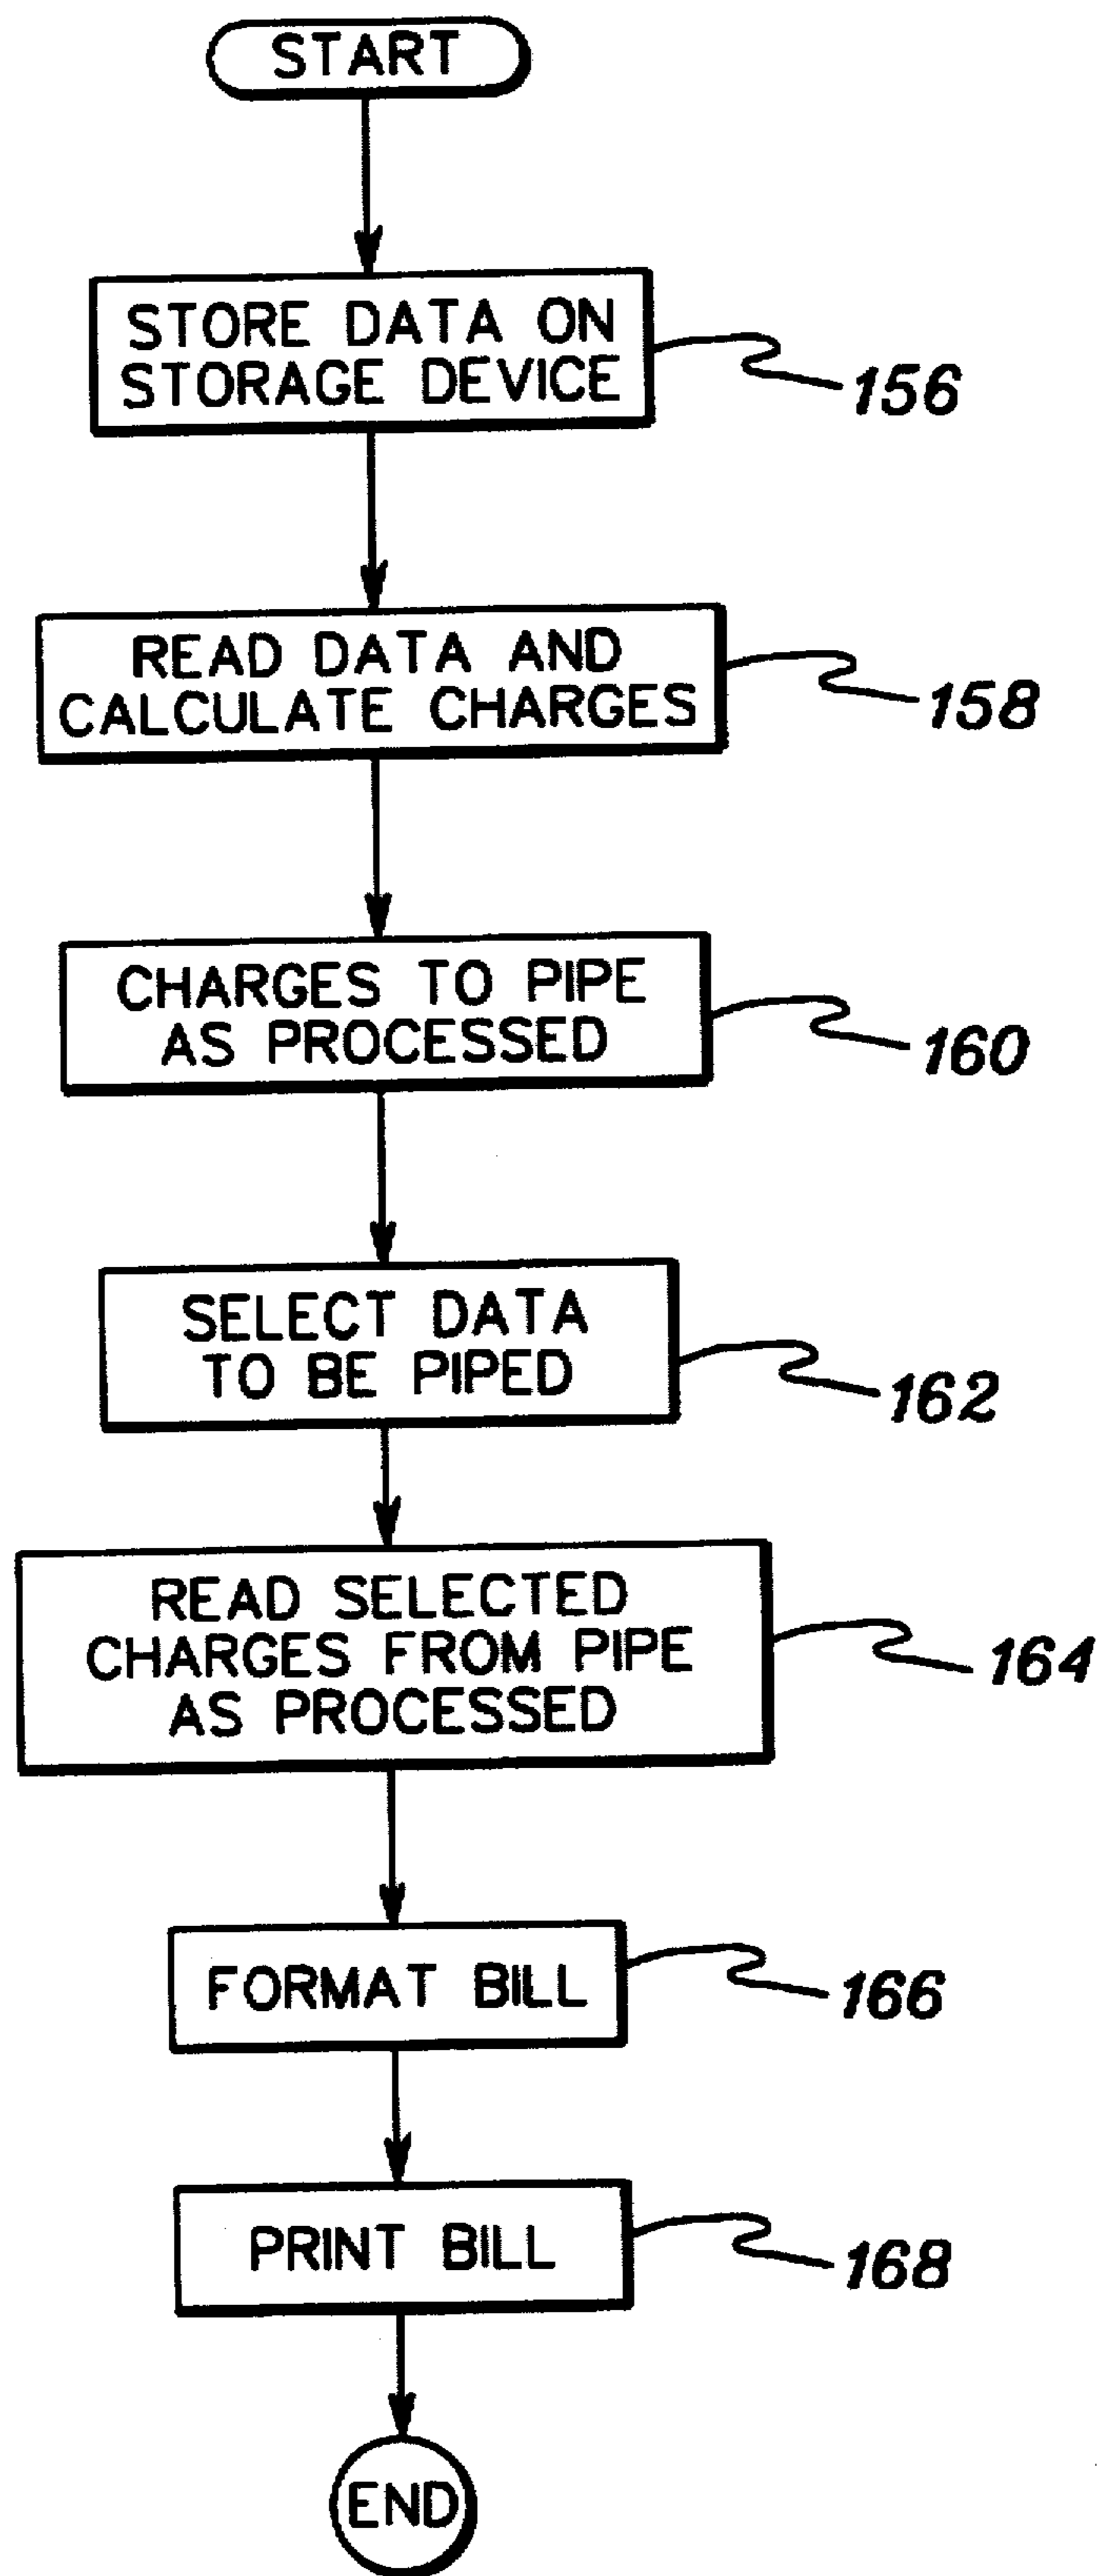 START
STORE DATA ON
STORAGE DEVICE
156
READ DATA AND
CALCULATE CHARGES
158
CHARGES TO PIPE
AS PROCESSED
160
SELECT DATA
TO BE PIPED
162
READ SELECTED
CHARGES FROM PIPE
AS PROCESSED
164
FORMAT BILL
166
PRINT BILL
168
END